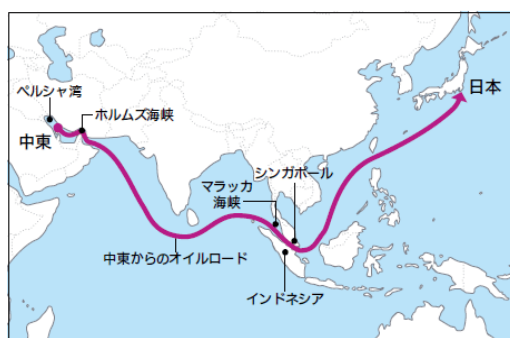 ペルシャ湾
ホルムズ海峡
中東
日本
シンガポール
マラッカ
海峡
中東からのオイルロード
インドネシア